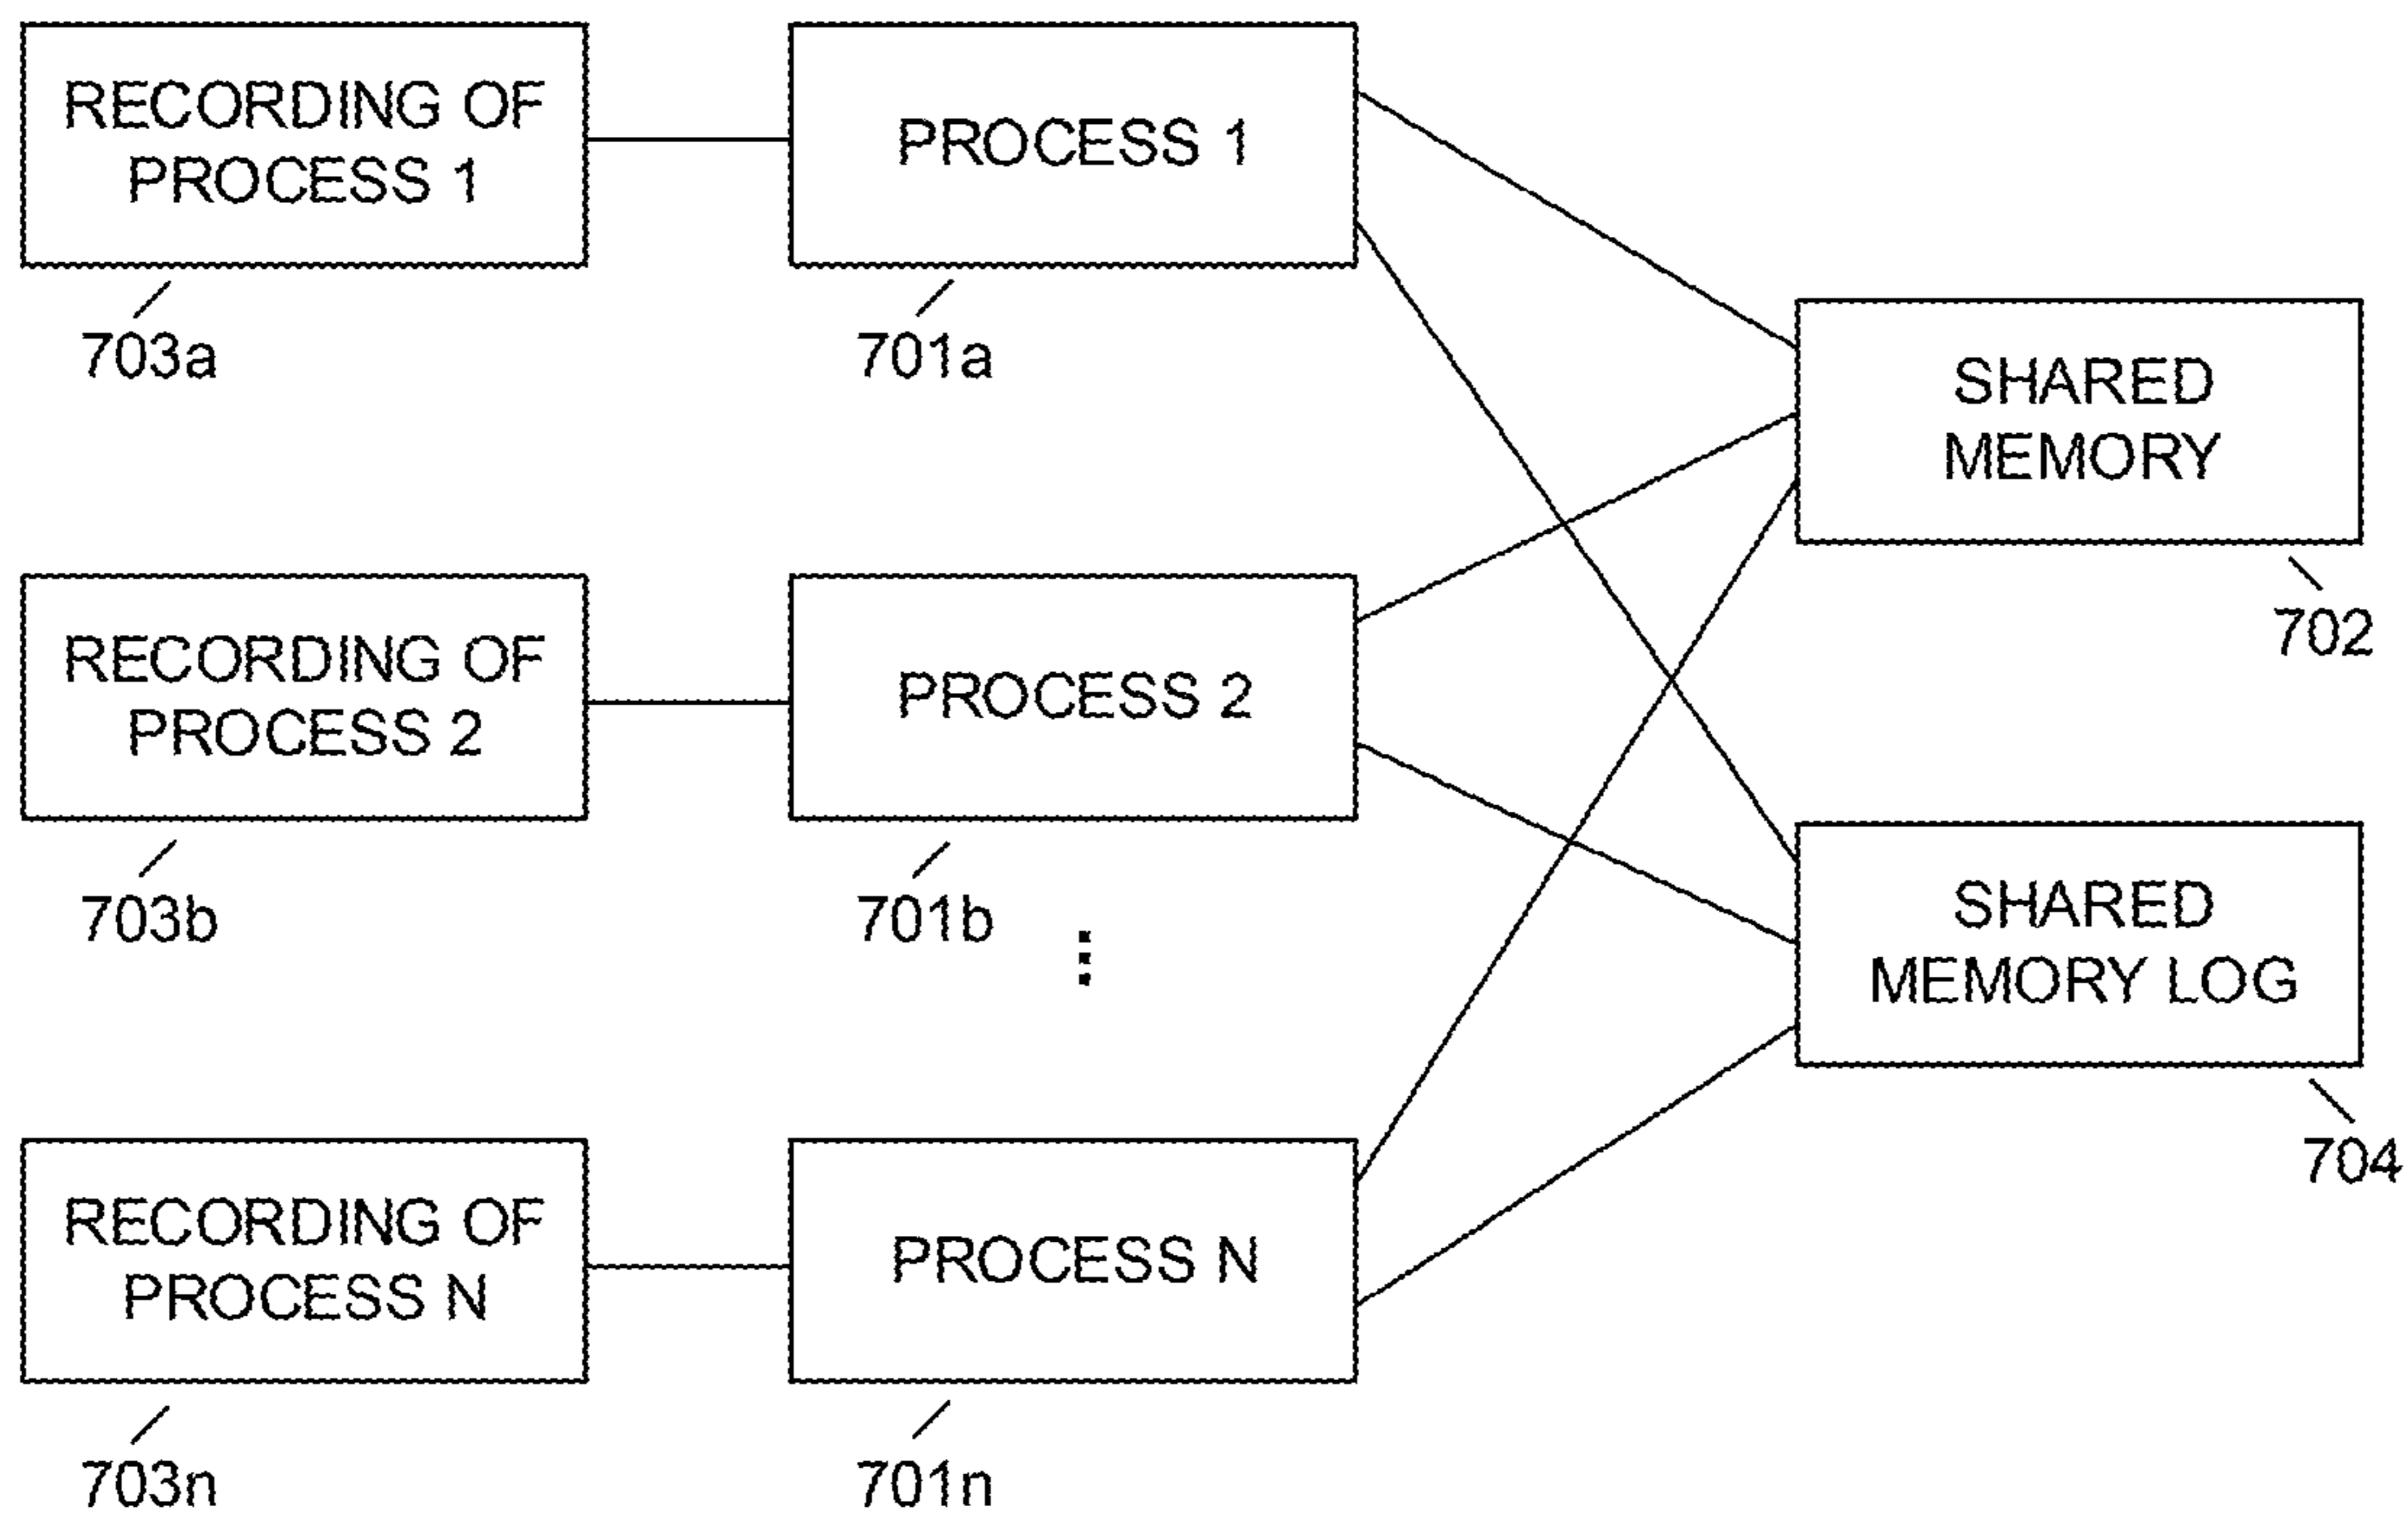 RECORDING OF
PROCESS 1
703a
PROCESS 1
701a
SHARED
MEMORY
702
RECORDING OF
PROCESS 2
703b
PROCESS 2
701b
SHARED
MEMORY LOG
704
RECORDING OF
PROCESS N
703n
PROCESS N
701n